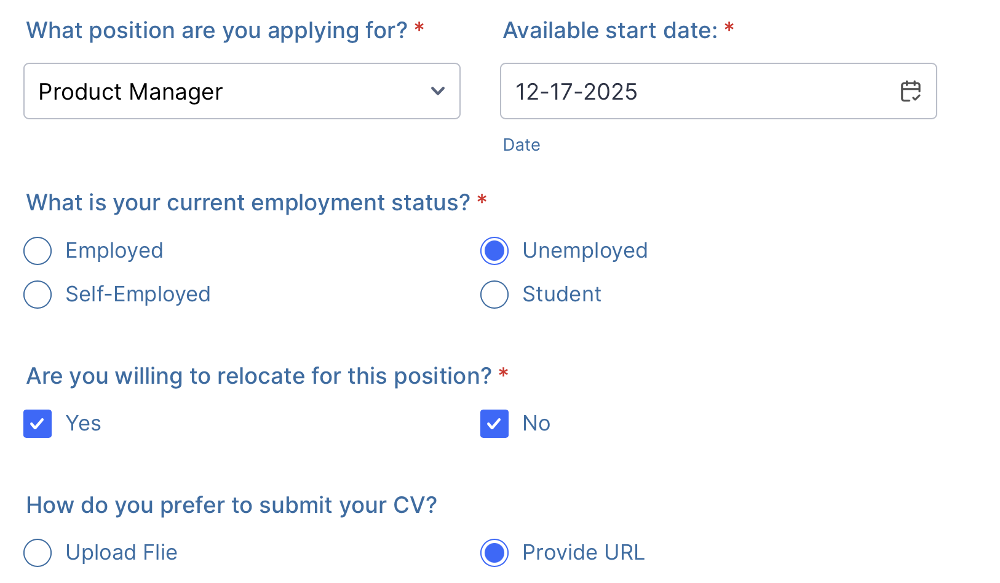 What position are you applying for? *
Available start date: *
Product Manager
12-17-2025
Date
What is your current employment status? *
Employed
Unemployed
Self-Employed
Student
Are you willing to relocate for this position? *
Yes
No
How do you prefer to submit your CV?
Upload Flie
Provide URL